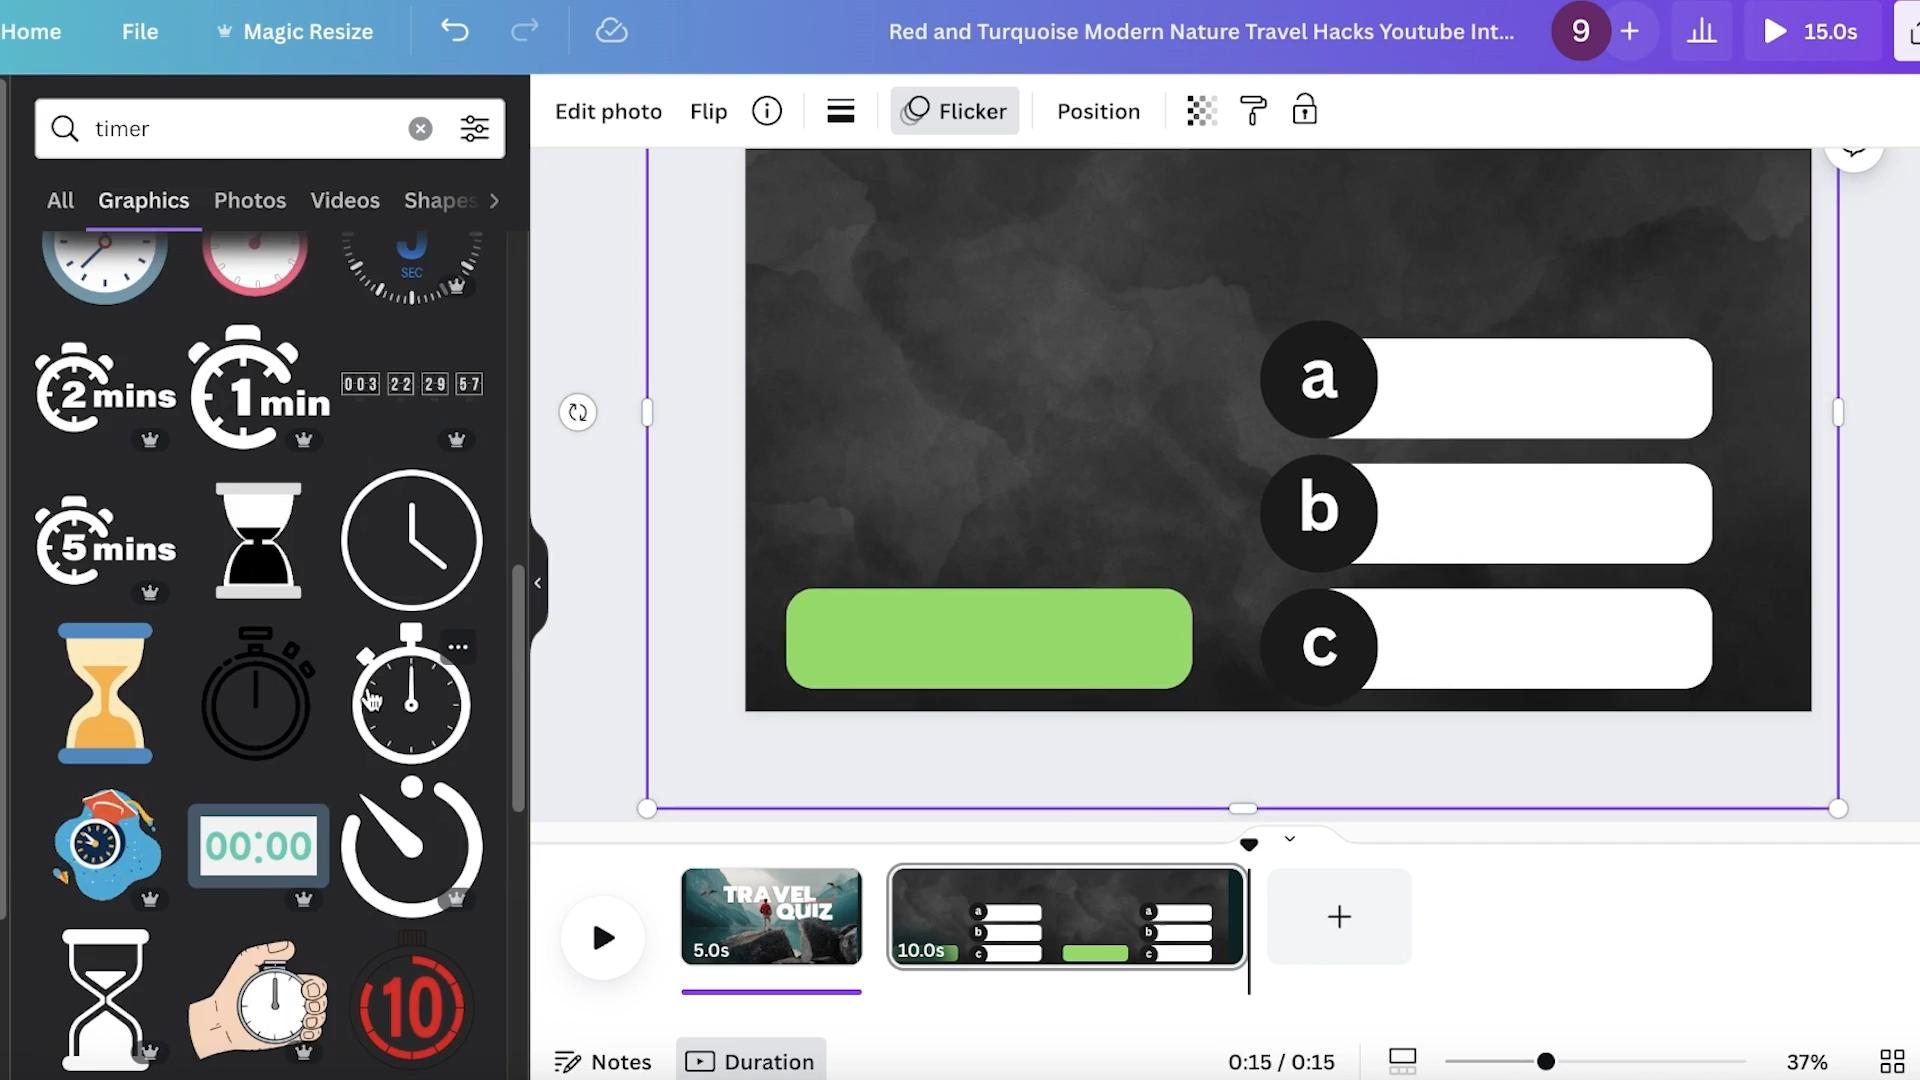 Home File Magic Resize
Red and Turquoise Modern Nature Travel Hacks Youtube Int...
9
15.0s
timer
Edit photo Flip Flicker Position
All Graphics Photos Videos Shapes
SEC
2 mins
1 min
003 22 29 57
5 mins
00:00
10
a
b
c
TRAVEL
QUIZ
5.0s
a
b
c
a
b
c
10.0s
Notes Duration
0:15 / 0:15
37%